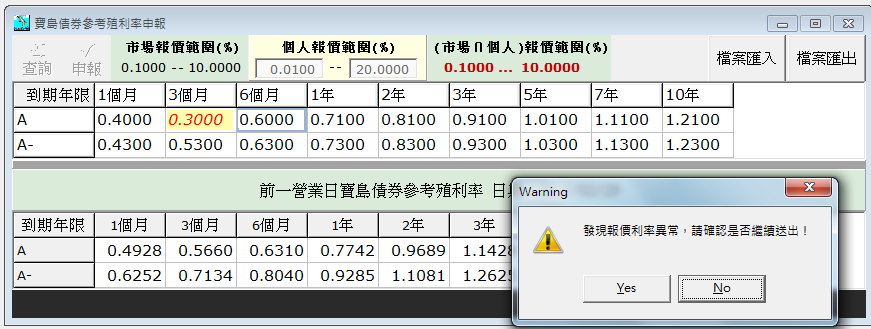 寶島債券參考殖利率申報
查詢 申報 市場報價範圍(%) 0.1000 -- 10.0000 個人報價範圍(%) 0.0100 -- 20.0000 (市場∩個人)報價範圍(%) 0.1000 ... 10.0000 檔案匯入 檔案匯出
到期年限 1個月 3個月 6個月 1年 2年 3年 5年 7年 10年
A 0.4000 0.3000 0.6000 0.7100 0.8100 0.9100 1.0100 1.1100 1.2100
A- 0.4300 0.5300 0.6300 0.7300 0.8300 0.9300 1.0300 1.1300 1.2300
前一營業日寶島債券參考殖利率
到期年限 1個月 3個月 6個月 1年 2年 3年
A 0.4928 0.5660 0.6310 0.7742 0.9689 1.1428
A- 0.6252 0.7134 0.8040 0.9285 1.1081 1.2625
Warning
發現報價利率異常，請確認是否繼續送出！
Yes No